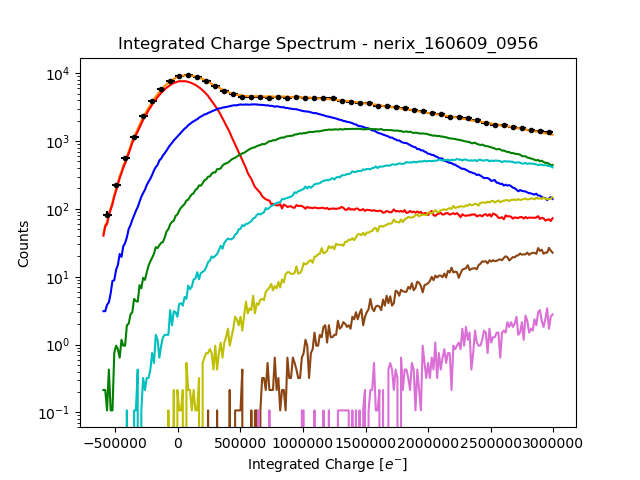 Integrated Charge Spectrum - nerix_160609_0956
10⁴
10³
10²
10¹
10⁰
10⁻¹
Counts
−500000 0 500000 1000000 1500000 2000000 2500000 3000000
Integrated Charge [e⁻]